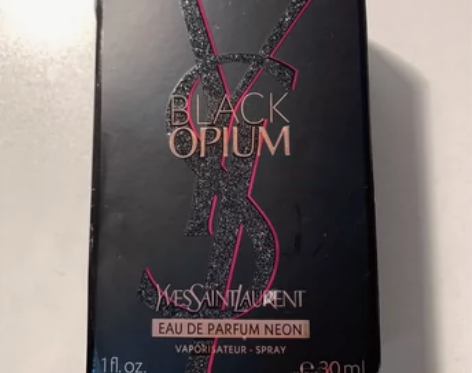 BLACK
OPIUM
YVESSAINTLAURENT
EAU DE PARFUM NEON
VAPORISATEUR - SPRAY
1 fl. oz. ℮ 30 ml